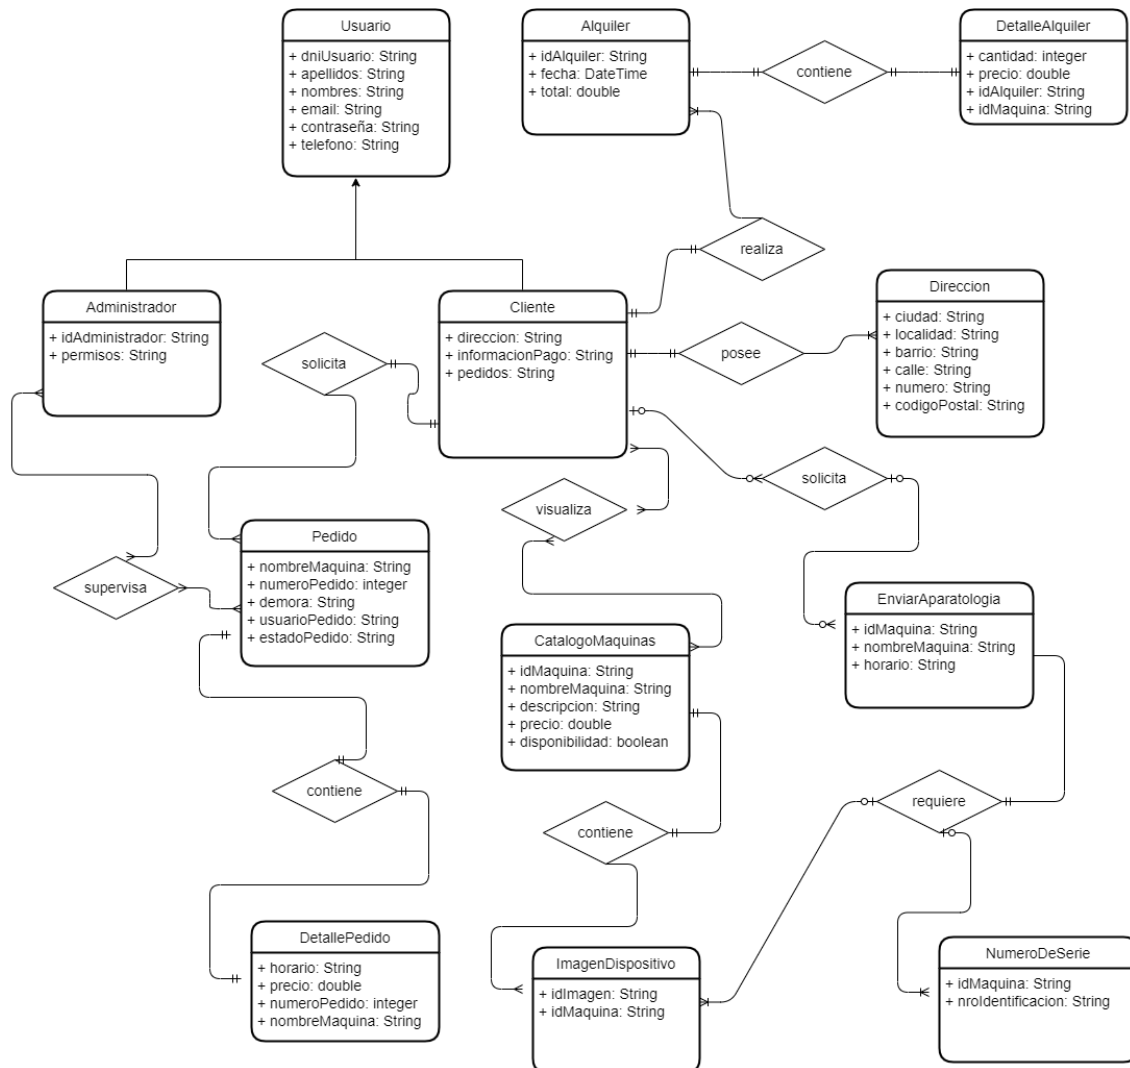 Usuario
+ dniUsuario: String
+ apellidos: String
+ nombres: String
+ email: String
+ contraseña: String
+ telefono: String
Alquiler
+ idAlquiler: String
+ fecha: DateTime
+ total: double
contiene
DetalleAlquiler
+ cantidad: integer
+ precio: double
+ idAlquiler: String
+ idMaquina: String
realiza
Administrador
+ idAdministrador: String
+ permisos: String
solicita
Cliente
+ direccion: String
+ informacionPago: String
+ pedidos: String
posee
Direccion
+ ciudad: String
+ localidad: String
+ barrio: String
+ calle: String
+ numero: String
+ codigoPostal: String
solicita
visualiza
supervisa
Pedido
+ nombreMaquina: String
+ numeroPedido: integer
+ demora: String
+ usuarioPedido: String
+ estadoPedido: String
CatalogoMaquinas
+ idMaquina: String
+ nombreMaquina: String
+ descripcion: String
+ precio: double
+ disponibilidad: boolean
EnviarAparatologia
+ idMaquina: String
+ nombreMaquina: String
+ horario: String
contiene
contiene
requiere
DetallePedido
+ horario: String
+ precio: double
+ numeroPedido: integer
+ nombreMaquina: String
ImagenDispositivo
+ idImagen: String
+ idMaquina: String
NumeroDeSerie
+ idMaquina: String
+ nroIdentificacion: String